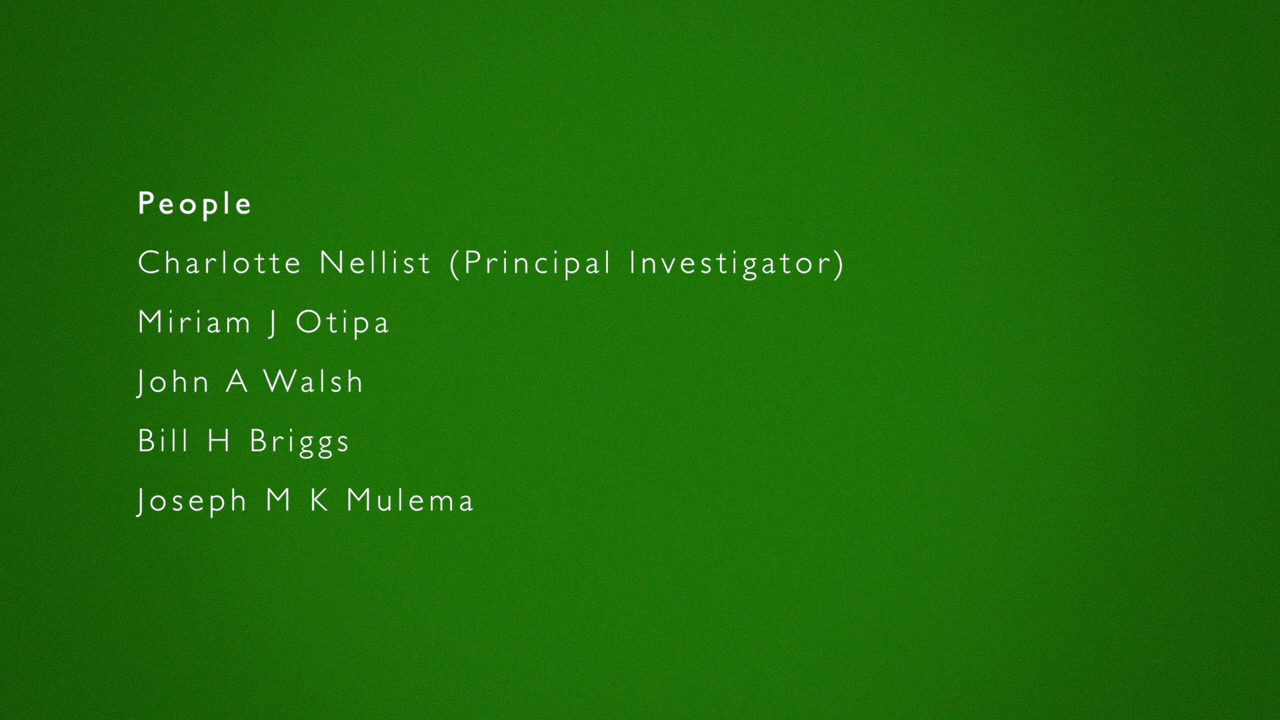 People
Charlotte Nellist (Principal Investigator)
Miriam J Otipa
John A Walsh
Bill H Briggs
Joseph M K Mulema